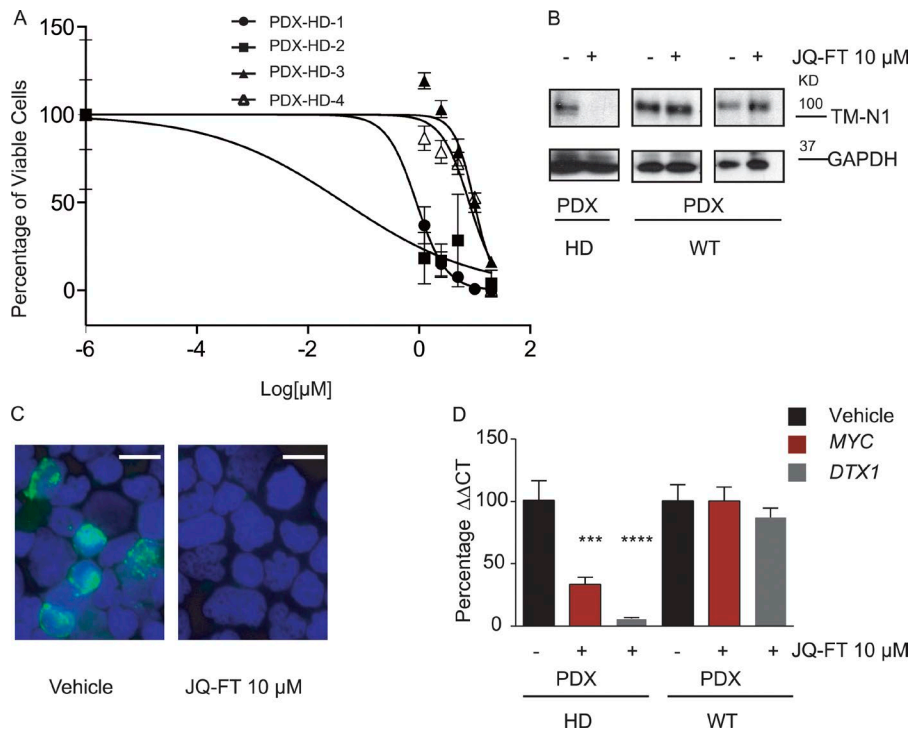 A
150
100
50
0
Percentage of Viable Cells
PDX-HD-1
PDX-HD-2
PDX-HD-3
PDX-HD-4
-6 -4 -2 0 2
Log[µM]
B
- + - + - + JQ-FT 10 µM
KD
100
TM-N1
37
GAPDH
PDX PDX
HD WT
C
Vehicle JQ-FT 10 µM
D
Vehicle
MYC
DTX1
150
100
50
0
Percentage ΔΔCT
*** ****
- + + - + + JQ-FT 10 µM
PDX PDX
HD WT